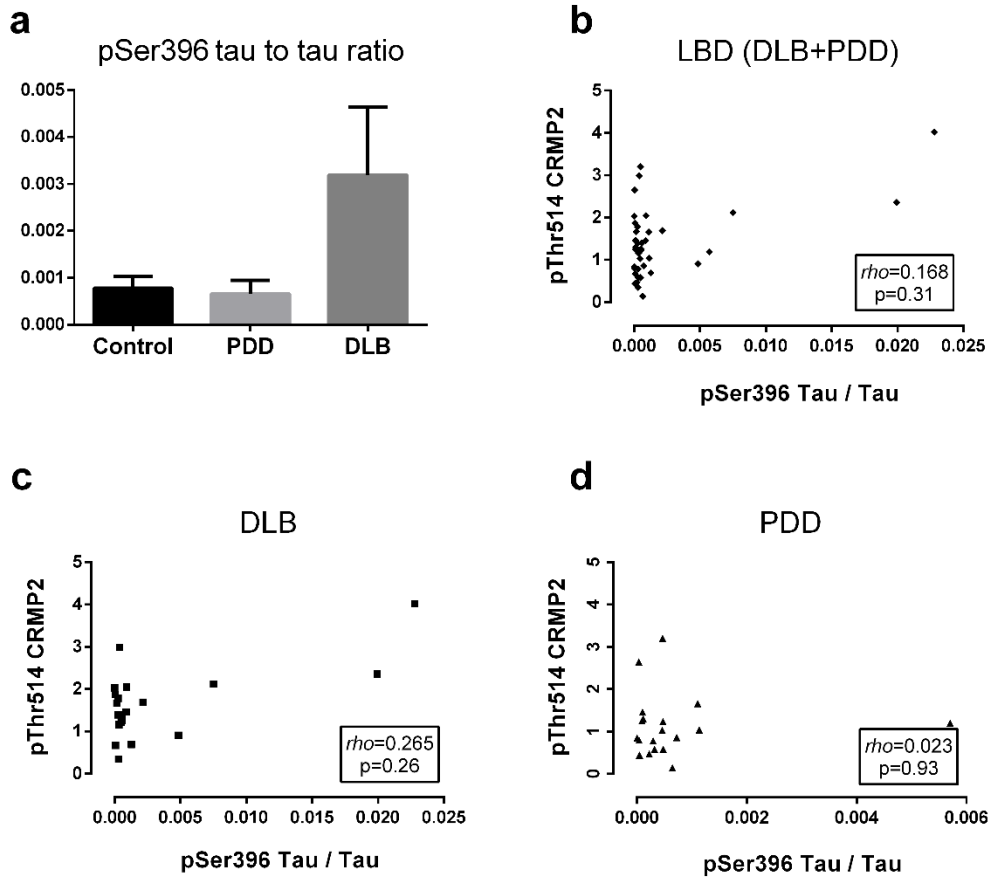 a
pSer396 tau to tau ratio
0.005
0.004
0.003
0.002
0.001
0.000
Control PDD DLB
b
LBD (DLB+PDD)
pThr514 CRMP2
5
4
3
2
1
0
rho=0.168
p=0.31
0.000 0.005 0.010 0.015 0.020 0.025
pSer396 Tau / Tau
c
DLB
pThr514 CRMP2
5
4
3
2
1
0
rho=0.265
p=0.26
0.000 0.005 0.010 0.015 0.020 0.025
pSer396 Tau / Tau
d
PDD
pThr514 CRMP2
5
4
3
2
1
0
rho=0.023
p=0.93
0.000 0.002 0.004 0.006
pSer396 Tau / Tau